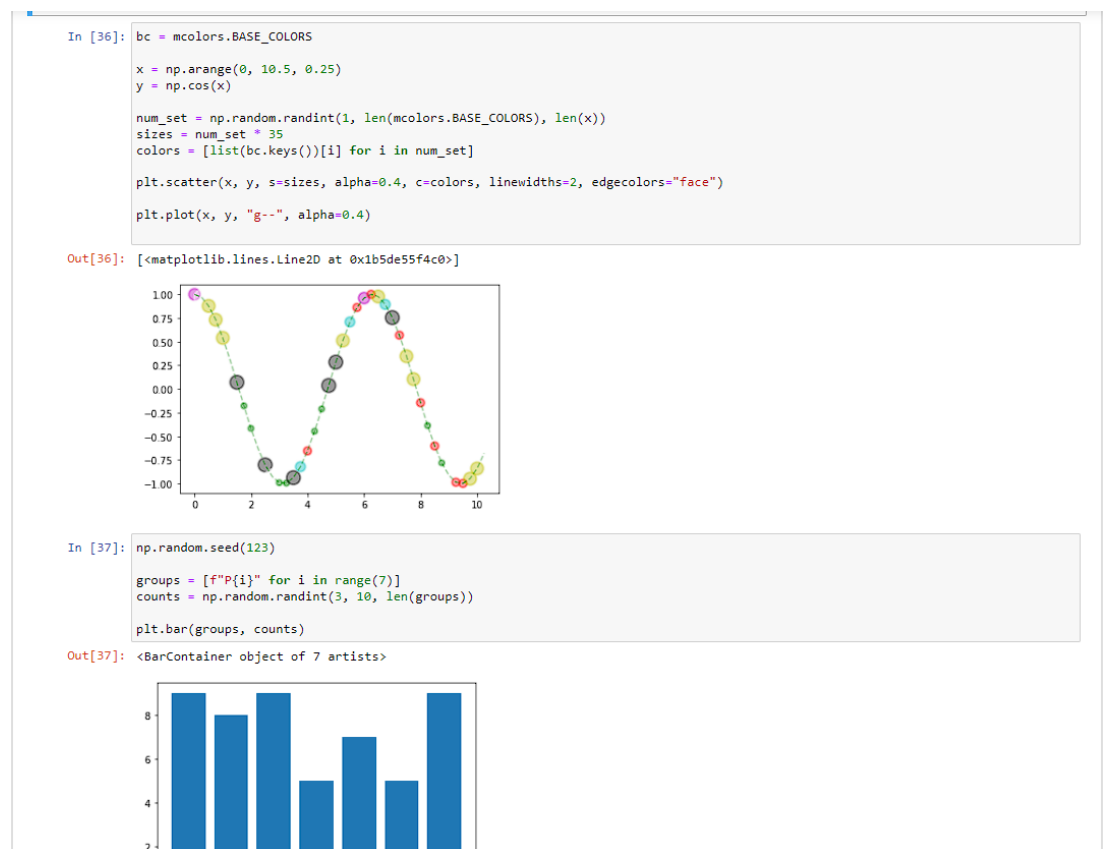 In [36]: bc = mcolors.BASE_COLORS
x = np.arange(0, 10.5, 0.25)
y = np.cos(x)
num_set = np.random.randint(1, len(mcolors.BASE_COLORS), len(x))
sizes = num_set * 35
colors = [list(bc.keys())[i] for i in num_set]
plt.scatter(x, y, s=sizes, alpha=0.4, c=colors, linewidths=2, edgecolors="face")
plt.plot(x, y, "g--", alpha=0.4)
Out[36]: [<matplotlib.lines.Line2D at 0x1b5de55f4c0>]
1.00
0.75
0.50
0.25
0.00
−0.25
−0.50
−0.75
−1.00
0 2 4 6 8 10
In [37]: np.random.seed(123)
groups = [f"P{i}" for i in range(7)]
counts = np.random.randint(3, 10, len(groups))
plt.bar(groups, counts)
Out[37]: <BarContainer object of 7 artists>
8
6
4
2